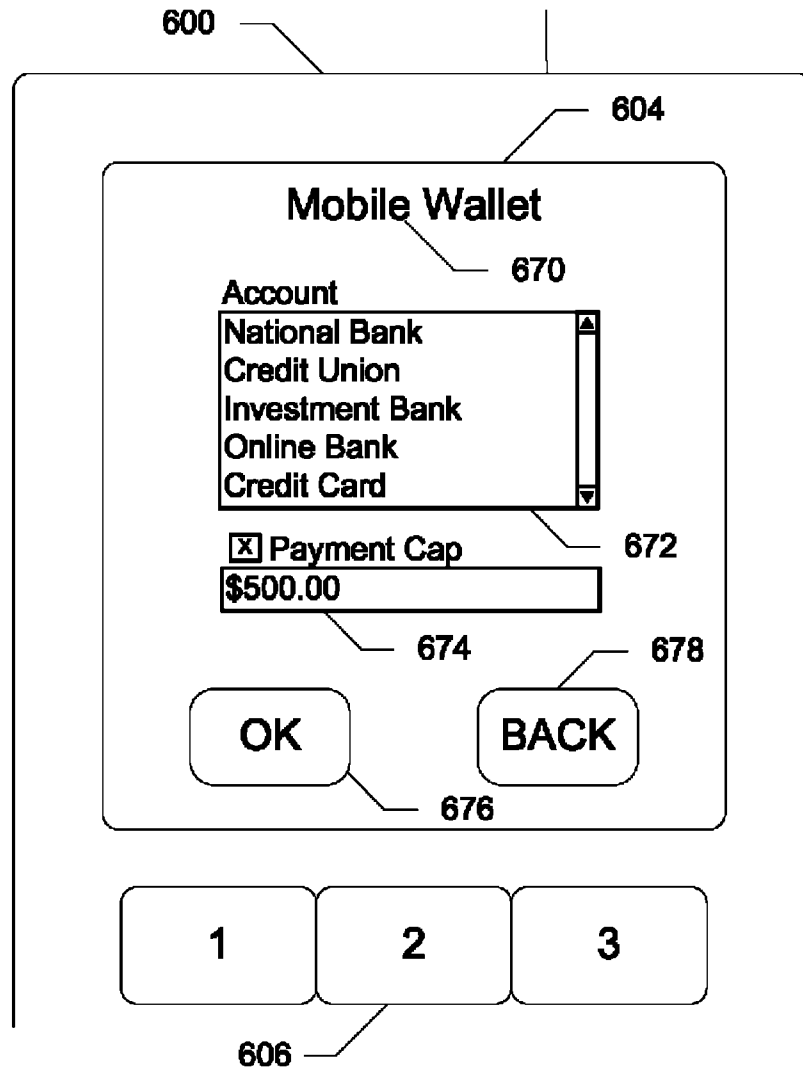 600
604
Mobile Wallet
670
Account
National Bank
Credit Union
Investment Bank
Online Bank
Credit Card
672
X Payment Cap
$500.00
674
678
OK BACK
676
1 2 3
606